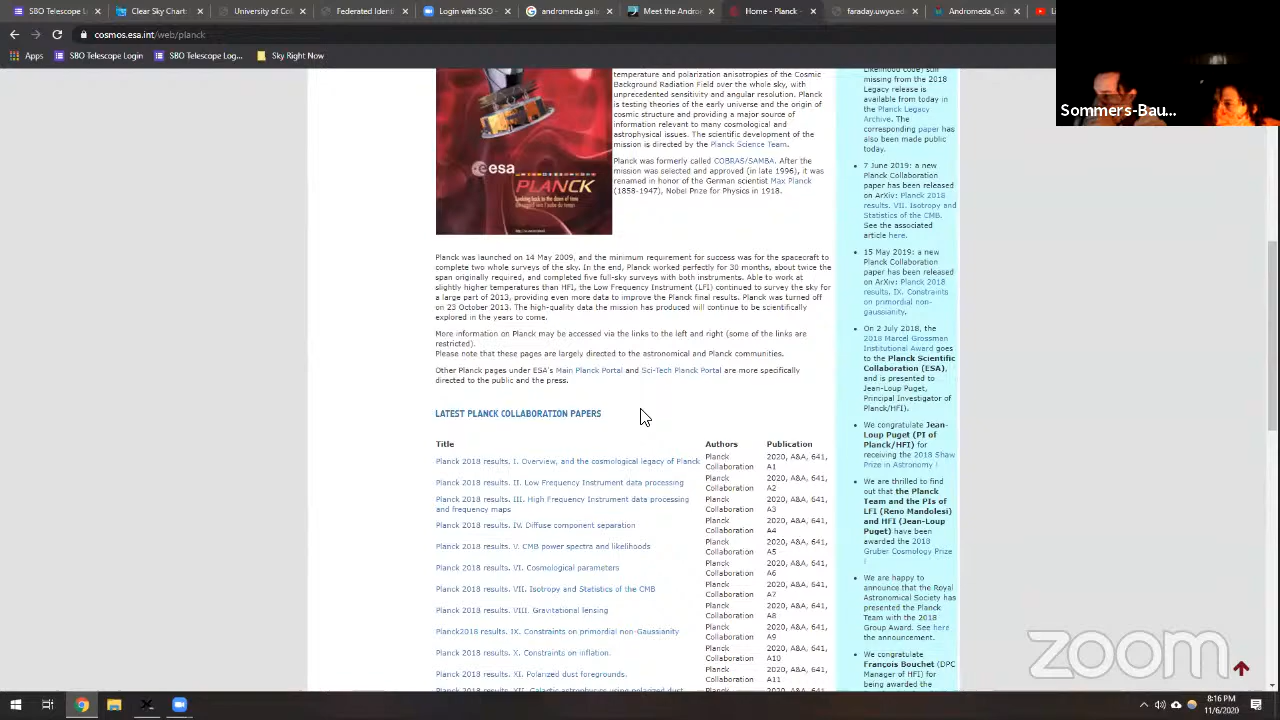 SBO Telescopes
Clear Sky Charts
University of Co
Federated Identi
Login with SSO -
Andromeda gal
Meet the Andro
Home - Planck -
faraday.uwyo.ed
Andromeda_Gal
cosmos.esa.int/web/planck
Apps
SBO Telescope Log...
SBO Telescope Log...
Sky Right Now
Sommers-Bau...
temperature and polarization anisotropies of the Cosmic
Background Radiation Field over the whole sky, with
unprecedented sensitivity and angular resolution. Planck
is testing theories of the early universe and the origin of
cosmic structure and providing a major source of
information relevant to many cosmological and
astrophysical issues. The scientific development of the
mission is directed by the Planck Science Team.
Planck was formerly called COBRAS/SAMBA. After the
mission was selected and approved (in late 1996), it was
renamed in honor of the German scientist Max Planck
(1858-1947), Nobel Prize for Physics in 1918.
esa
PLANCK
Looking back to the dawn of time
Planck was launched on 14 May 2009, and the minimum requirement for success was for the spacecraft to
complete two whole surveys of the sky. In the end, Planck worked perfectly for 30 months, about twice the
span originally required, and completed five full-sky surveys with both instruments. Able to work at
slightly higher temperatures than HFI, the Low Frequency Instrument (LFI) continued to survey the sky for
a large part of 2013, providing even more data to improve the Planck final results. Planck was turned off
on 23 October 2013. The high-quality data the mission has produced will continue to be scientifically
explored in the years to come.
More information on Planck may be accessed via the links to the left and right (some of the links are
restricted).
Please note that these pages are largely directed to the astronomical and Planck communities.
Other Planck pages under ESA's Main Planck Portal and Sci-Tech Planck Portal are more specifically
directed to the public and the press.
LATEST PLANCK COLLABORATION PAPERS
Title Authors Publication
Planck 2018 results. I. Overview, and the cosmological legacy of Planck Planck Collaboration 2020, A&A, 641, A1
Planck 2018 results. II. Low Frequency Instrument data processing Planck Collaboration 2020, A&A, 641, A2
Planck 2018 results. III. High Frequency Instrument data processing
and frequency maps Planck Collaboration 2020, A&A, 641, A3
Planck 2018 results. IV. Diffuse component separation Planck Collaboration 2020, A&A, 641, A4
Planck 2018 results. V. CMB power spectra and likelihoods Planck Collaboration 2020, A&A, 641, A5
Planck 2018 results. VI. Cosmological parameters Planck Collaboration 2020, A&A, 641, A6
Planck 2018 results. VII. Isotropy and Statistics of the CMB Planck Collaboration 2020, A&A, 641, A7
Planck 2018 results. VIII. Gravitational lensing Planck Collaboration 2020, A&A, 641, A8
Planck2018 results. IX. Constraints on primordial non-Gaussianity Planck Collaboration 2020, A&A, 641, A9
Planck 2018 results. X. Constraints on inflation. Planck Collaboration 2020, A&A, 641, A10
Planck 2018 results. XI. Polarized dust foregrounds. Planck Collaboration 2020, A&A, 641, A11
Planck 2018 results. XII. Galactic astrophysics using polarized dust Planck 2020, A&A, 641,
Likelihood code) still
missing from the 2018
Legacy release is
available from today in
the Planck Legacy
Archive. The
corresponding paper has
also been made public
today.
7 June 2019: a new
Planck Collaboration
paper has been released
on ArXiv: Planck 2018
results. VII. Isotropy and
Statistics of the CMB.
See the associated
article here.
15 May 2019: a new
Planck Collaboration
paper has been released
on ArXiv: Planck 2018
results. IX. Constraints
on primordial non-
gaussianity.
On 2 July 2018, the
2018 Marcel Grossman
Institutional Award goes
to the Planck Scientific
Collaboration (ESA),
and is presented to
Jean-Loup Puget,
Principal Investigator of
Planck/HFI).
We congratulate Jean-
Loup Puget (PI of
Planck/HFI) for
receiving the 2018 Shaw
Prize in Astronomy !
We are thrilled to find
out that the Planck
Team and the PIs of
LFI (Reno Mandolesi)
and HFI (Jean-Loup
Puget) have been
awarded the 2018
Gruber Cosmology Prize
!
We are happy to
announce that the Royal
Astronomical Society has
presented the Planck
Team with the 2018
Group Award. See here
the announcement.
We congratulate
François Bouchet (DPC
Manager of HFI) for
being awarded the
zoom
8:16 PM
11/6/2020